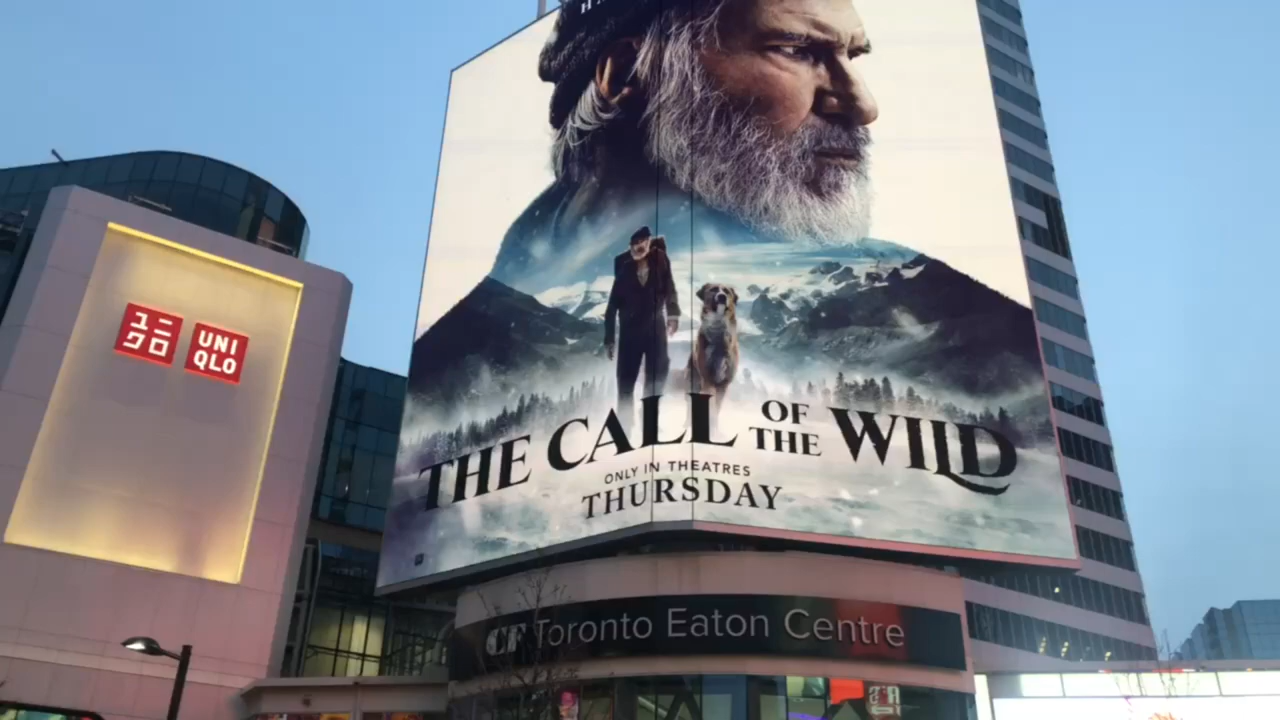 ユニ
クロ
UNI
QLO
THE CALL OF THE WILD
ONLY IN THEATRES
THURSDAY
CF Toronto Eaton Centre